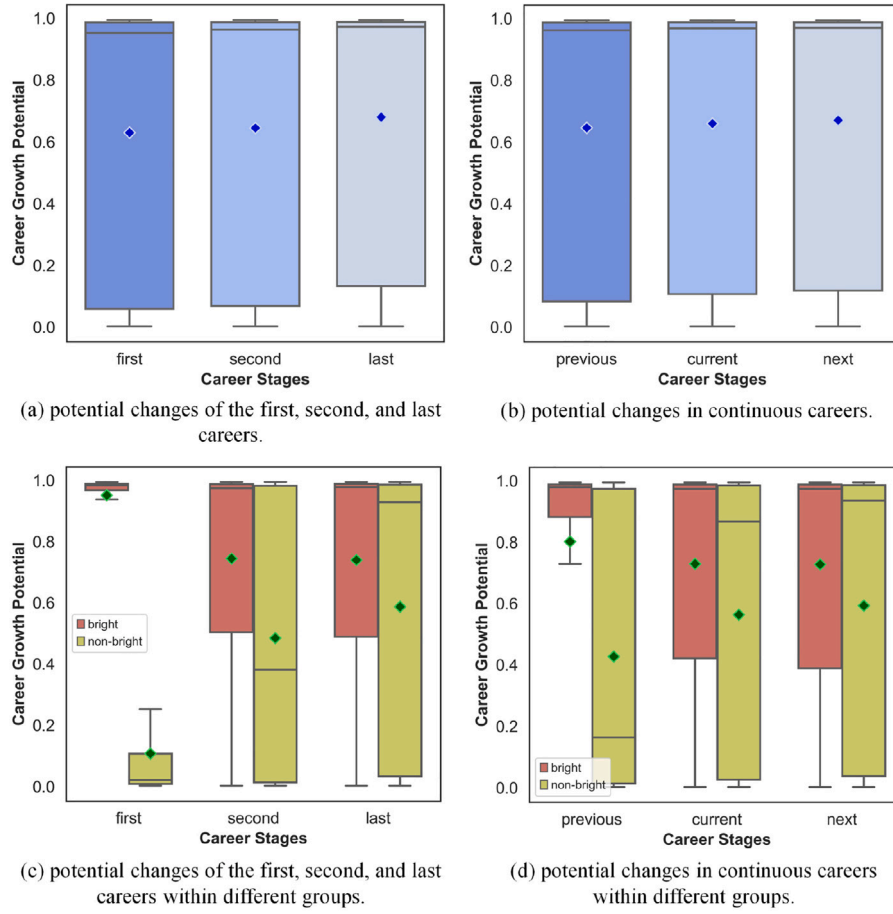 Career Growth Potential
1.0
0.8
0.6
0.4
0.2
0.0
first second last
Career Stages
(a) potential changes of the first, second, and last
careers.
Career Growth Potential
1.0
0.8
0.6
0.4
0.2
0.0
previous current next
Career Stages
(b) potential changes in continuous careers.
Career Growth Potential
1.0
0.8
0.6
0.4
0.2
0.0
bright
non-bright
first second last
Career Stages
(c) potential changes of the first, second, and last
careers within different groups.
Career Growth Potential
1.0
0.8
0.6
0.4
0.2
0.0
bright
non-bright
previous current next
Career Stages
(d) potential changes in continuous careers
within different groups.